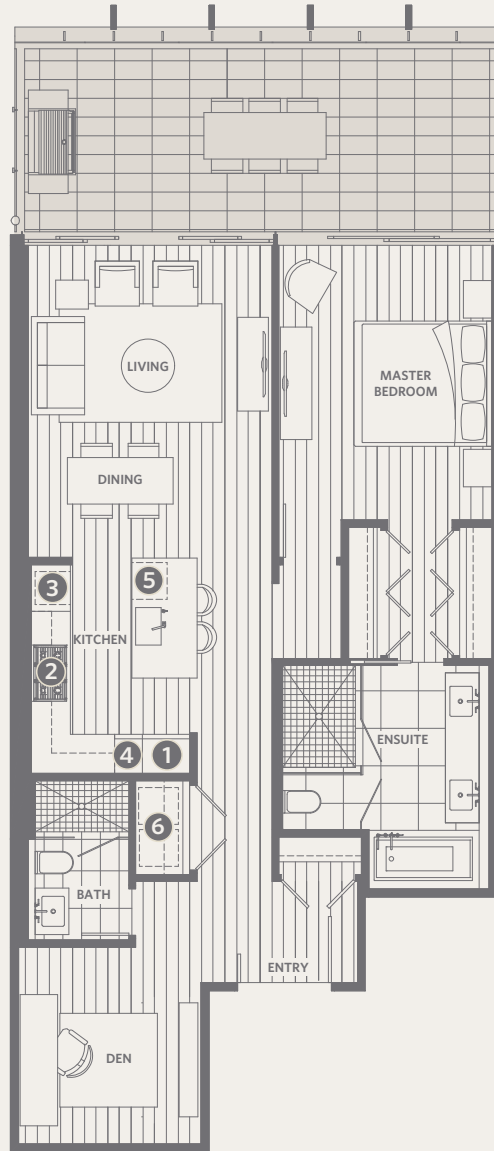 LIVING
MASTER
BEDROOM
DINING
3
5
KITCHEN
2
4
1
ENSUITE
6
BATH
ENTRY
DEN